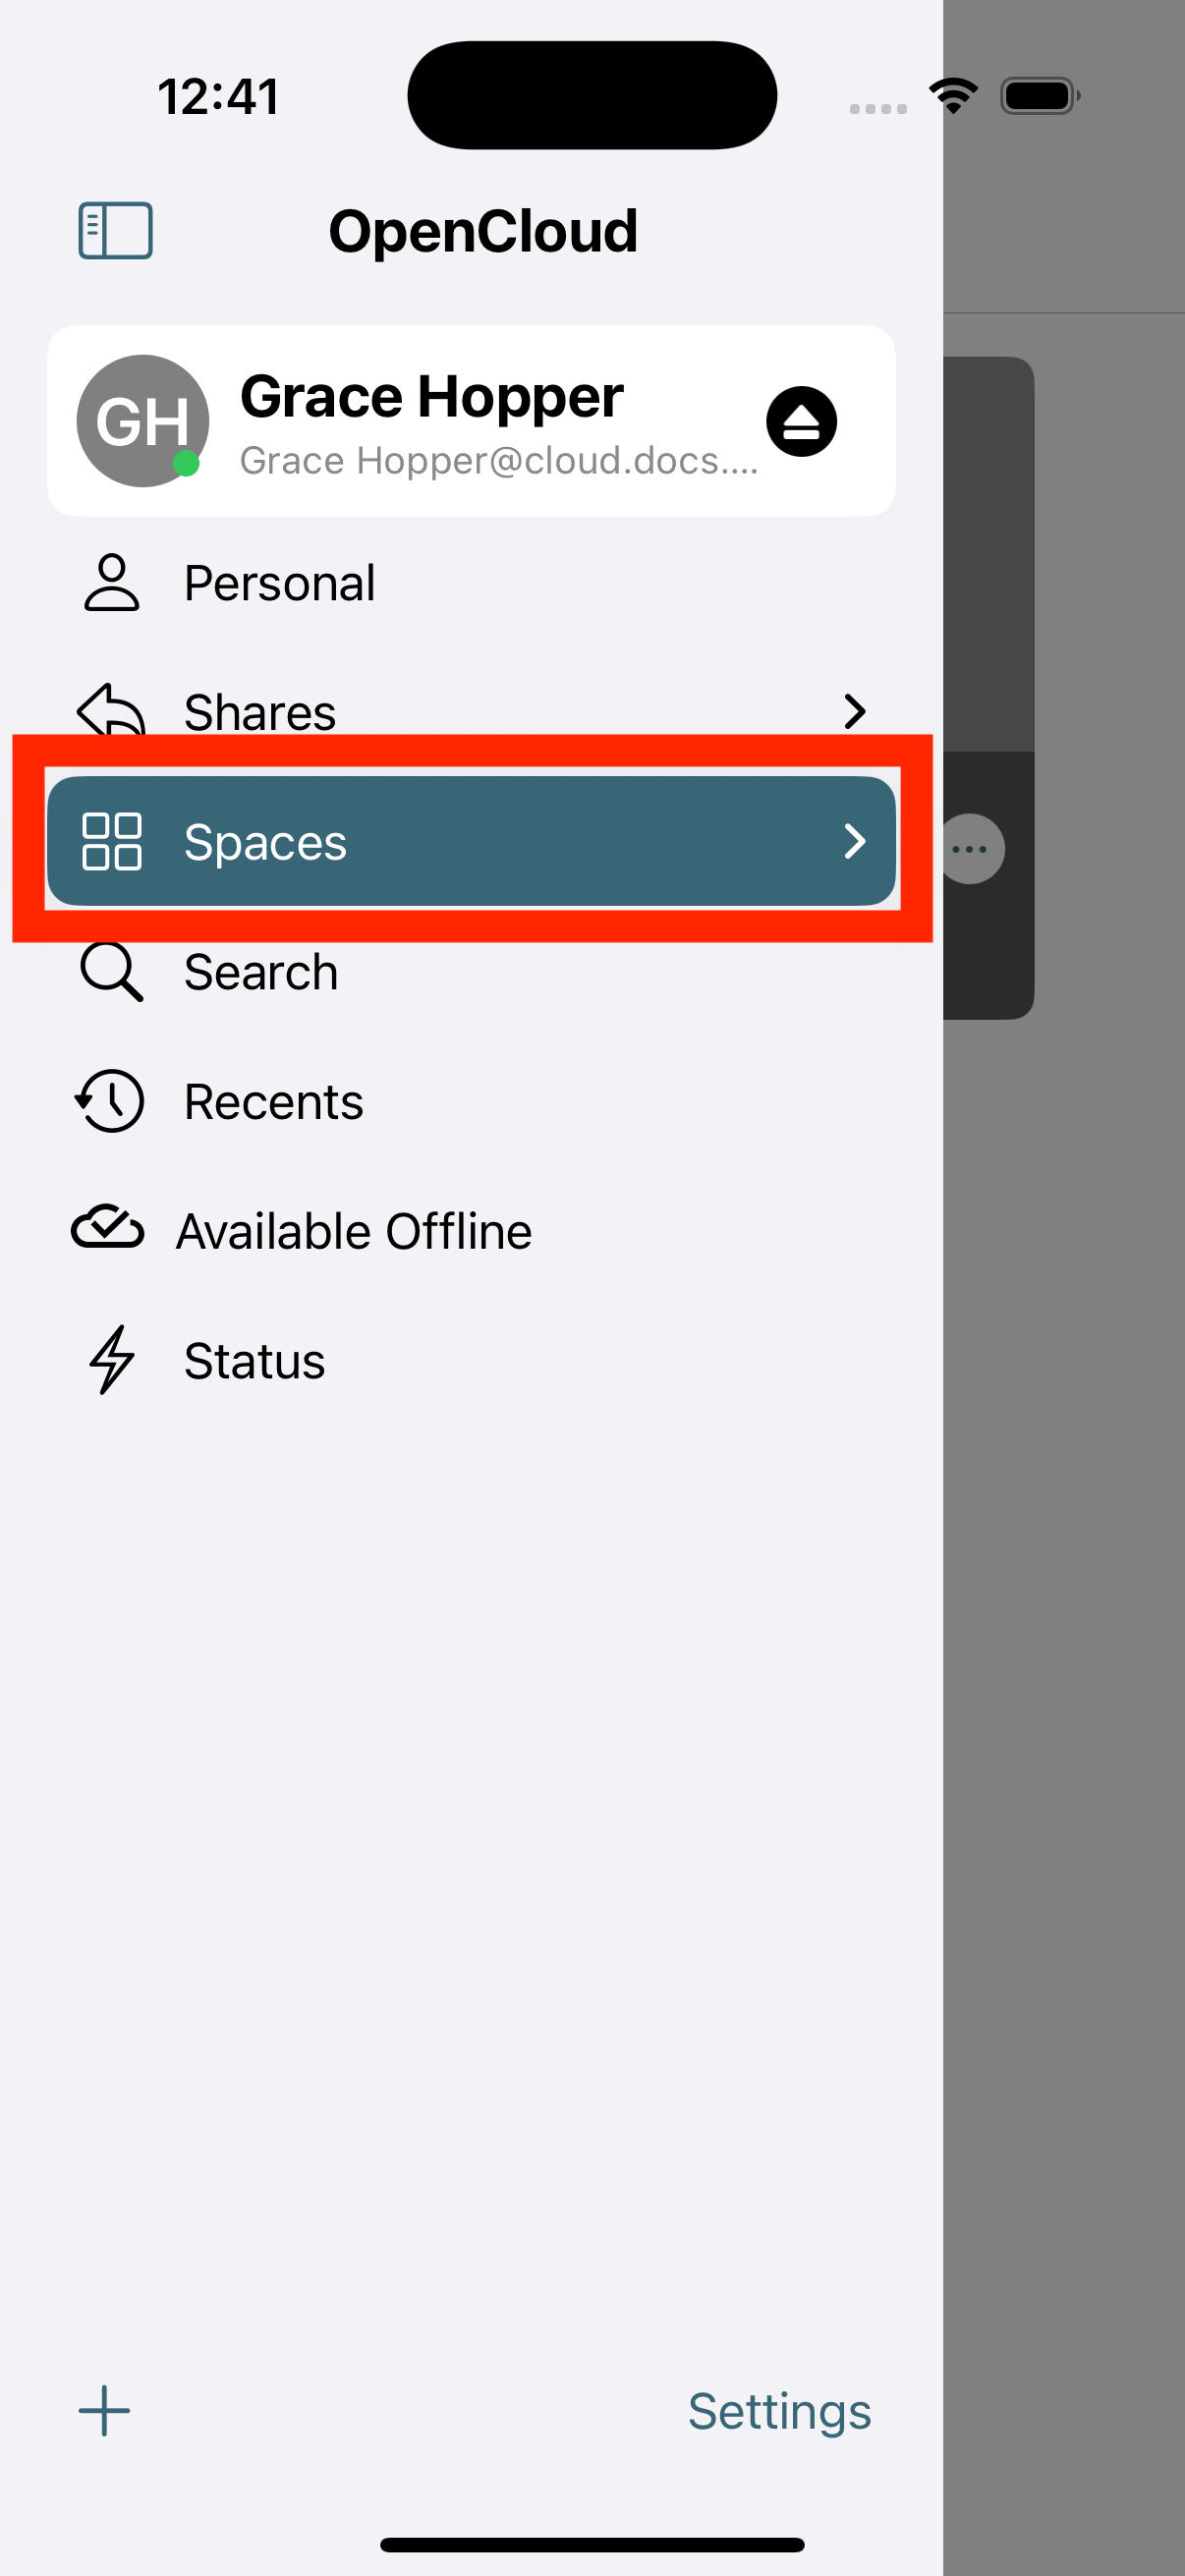 12:41
OpenCloud
GH
Grace Hopper
Grace Hopper@cloud.docs....
Personal
Shares
Spaces
Search
Recents
Available Offline
Status
Settings